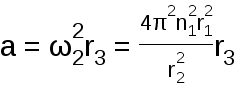 a = ω₂²r₃ = 4π²n₁²r₁²/r₂² r₃